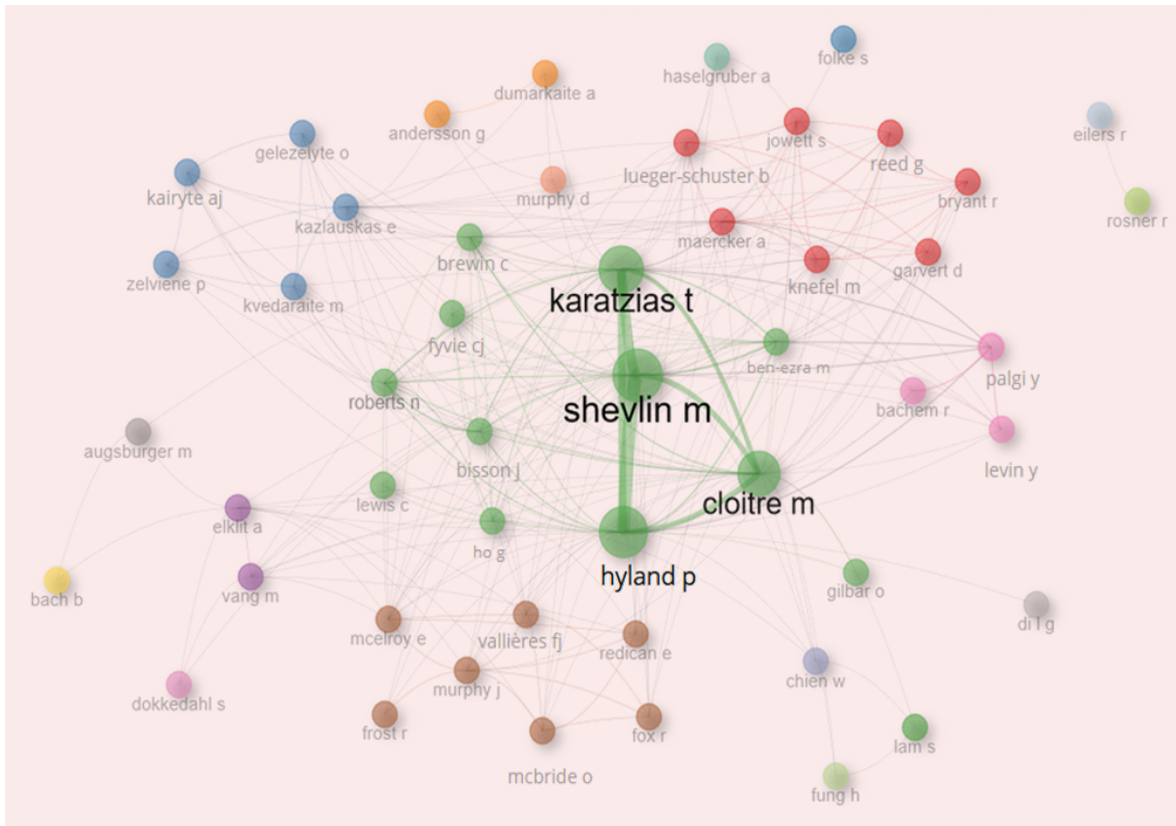 folke s
haselgruber a
dumarkaite a
andersson g
eilers r
jowett s
gelezelyte o
reed g
lueger-schuster b
kairyte aj
murphy d
bryant r
rosner r
kazlauskas e
maercker a
brewin c
zelviene p
garvert d
knefel m
karatzias t
kvedaraite m
fyvie cj
ben-ezra m
palgi y
roberts n
shevlin m
bachem r
augsburger m
bisson j
levin y
lewis c
cloitre m
elklit a
ho g
hyland p
vang m
bach b
gilbar o
di l g
mcelroy e
vallières fj
redican e
chien w
murphy j
dokkedahl s
frost r
fox r
lam s
mcbride o
fung h